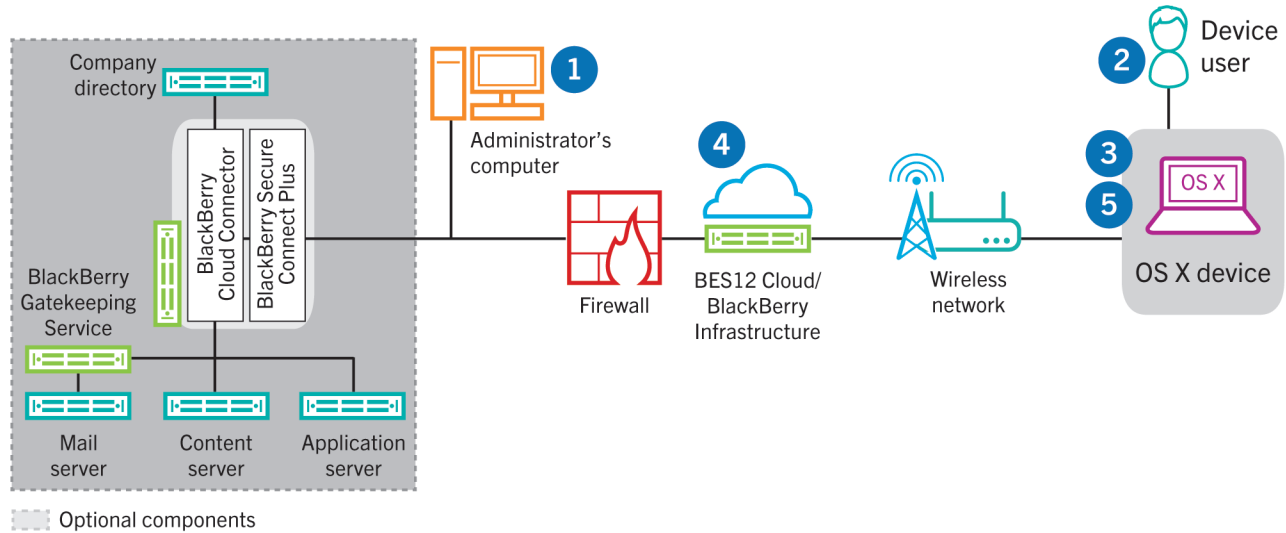 Company
directory
BlackBerry
Cloud Connector
BlackBerry Secure
Connect Plus
BlackBerry
Gatekeeping
Service
Mail
server
Content
server
Application
server
Optional components
1
Administrator's
computer
Firewall
4
BES12 Cloud/
BlackBerry
Infrastructure
Wireless
network
2
Device
user
3
5
OS X
OS X device